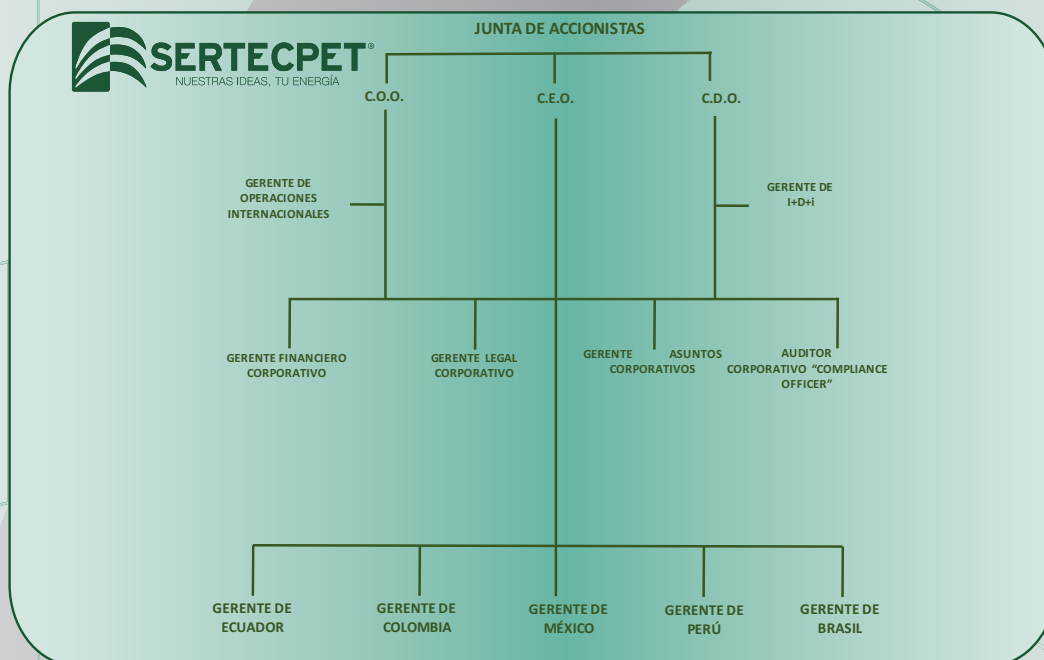 JUNTA DE ACCIONISTAS
SERTECPET®
NUESTRAS IDEAS, TU ENERGÍA
C.O.O.
C.E.O.
C.D.O.
GERENTE DE
OPERACIONES
INTERNACIONALES
GERENTE DE
I+D+i
GERENTE FINANCIERO
CORPORATIVO
GERENTE LEGAL
CORPORATIVO
GERENTE ASUNTOS
CORPORATIVOS
AUDITOR
CORPORATIVO "COMPLIANCE
OFFICER"
GERENTE DE
ECUADOR
GERENTE DE
COLOMBIA
GERENTE DE
MÉXICO
GERENTE DE
PERÚ
GERENTE DE
BRASIL